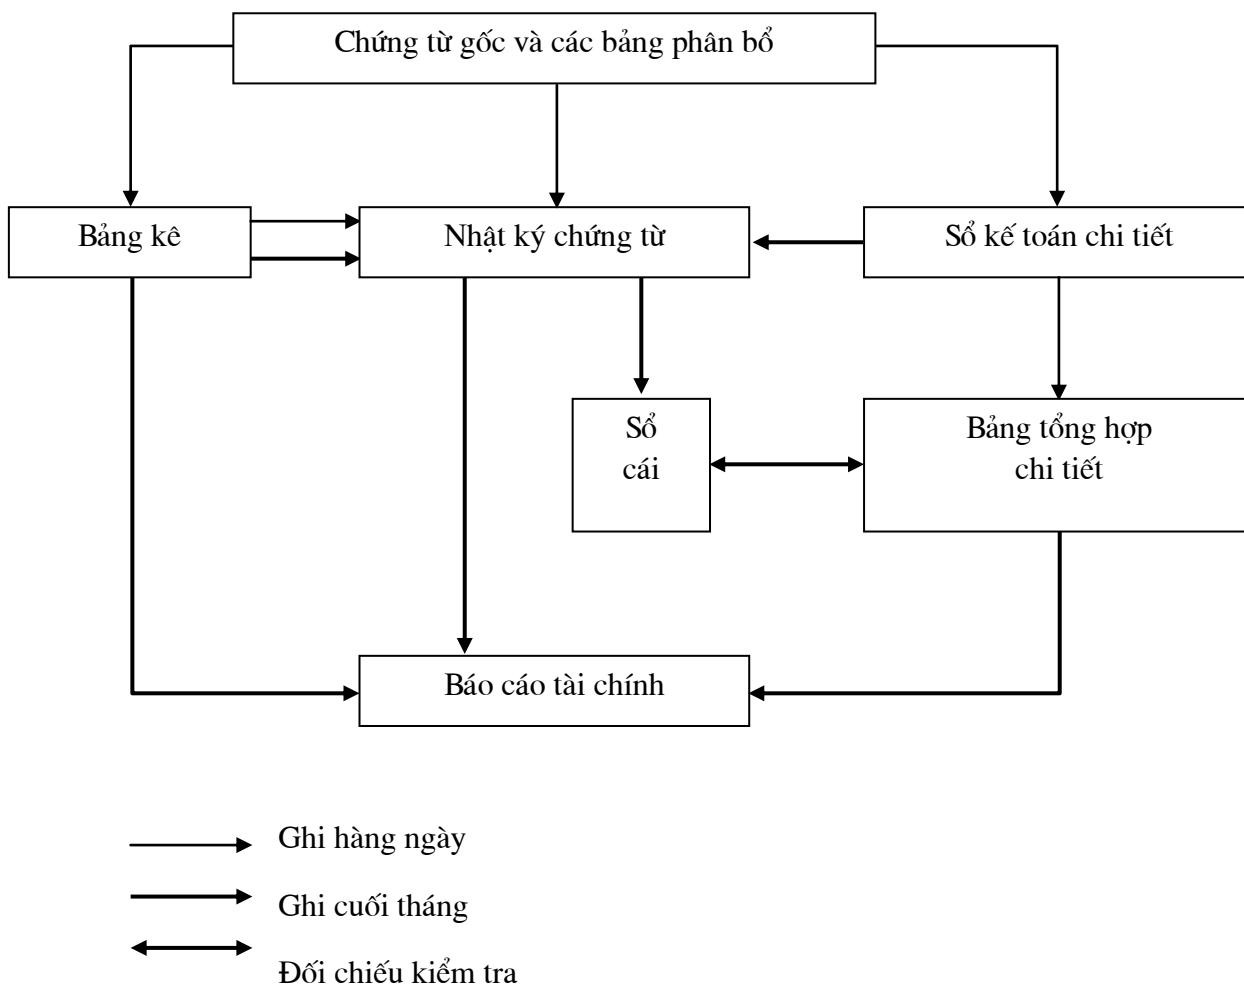 Chứng từ gốc và các bảng phân bổ
Bảng kê
Nhật ký chứng từ
Sổ kế toán chi tiết
Sổ
cái
Bảng tổng hợp
chi tiết
Báo cáo tài chính
Ghi hàng ngày
Ghi cuối tháng
Đối chiếu kiểm tra